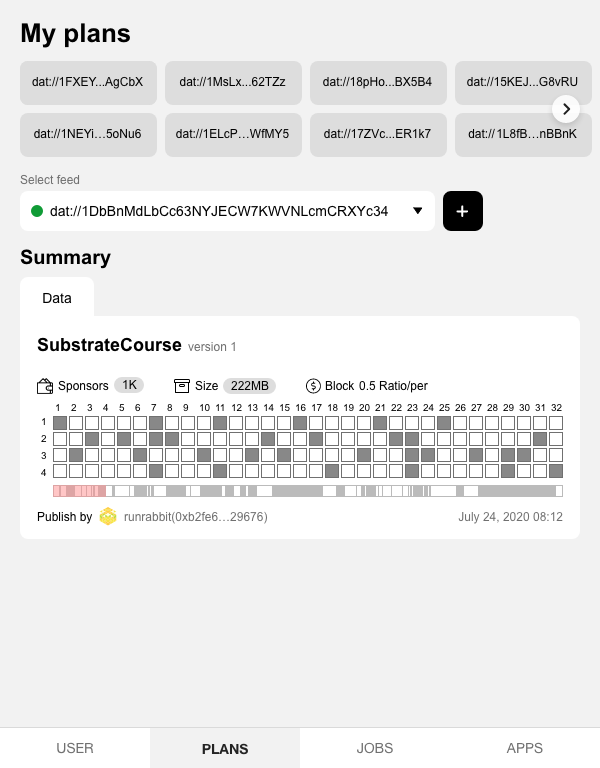 My plans
dat://1FXEY...AgCbX dat://1MsLx...62TZz dat://18pHo...BX5B4 dat://15KEJ...G8vRU
dat://1NEYi…5oNu6 dat://1ELcP…WfMY5 dat://17ZVc...ER1k7 dat://1L8fB…nBBnK
Select feed
dat://1DbBnMdLbCc63NYJECW7KWVNLcmCRXYc34 +
Summary
Data
SubstrateCourse version 1
Sponsors 1K Size 222MB Block 0.5 Ratio/per
1 2 3 4 5 6 7 8 9 10 11 12 13 14 15 16 17 18 19 20 21 22 23 24 25 26 27 28 29 30 31 32
1
2
3
4
Publish by runrabbit(0xb2fe6…29676) July 24, 2020 08:12
USER PLANS JOBS APPS